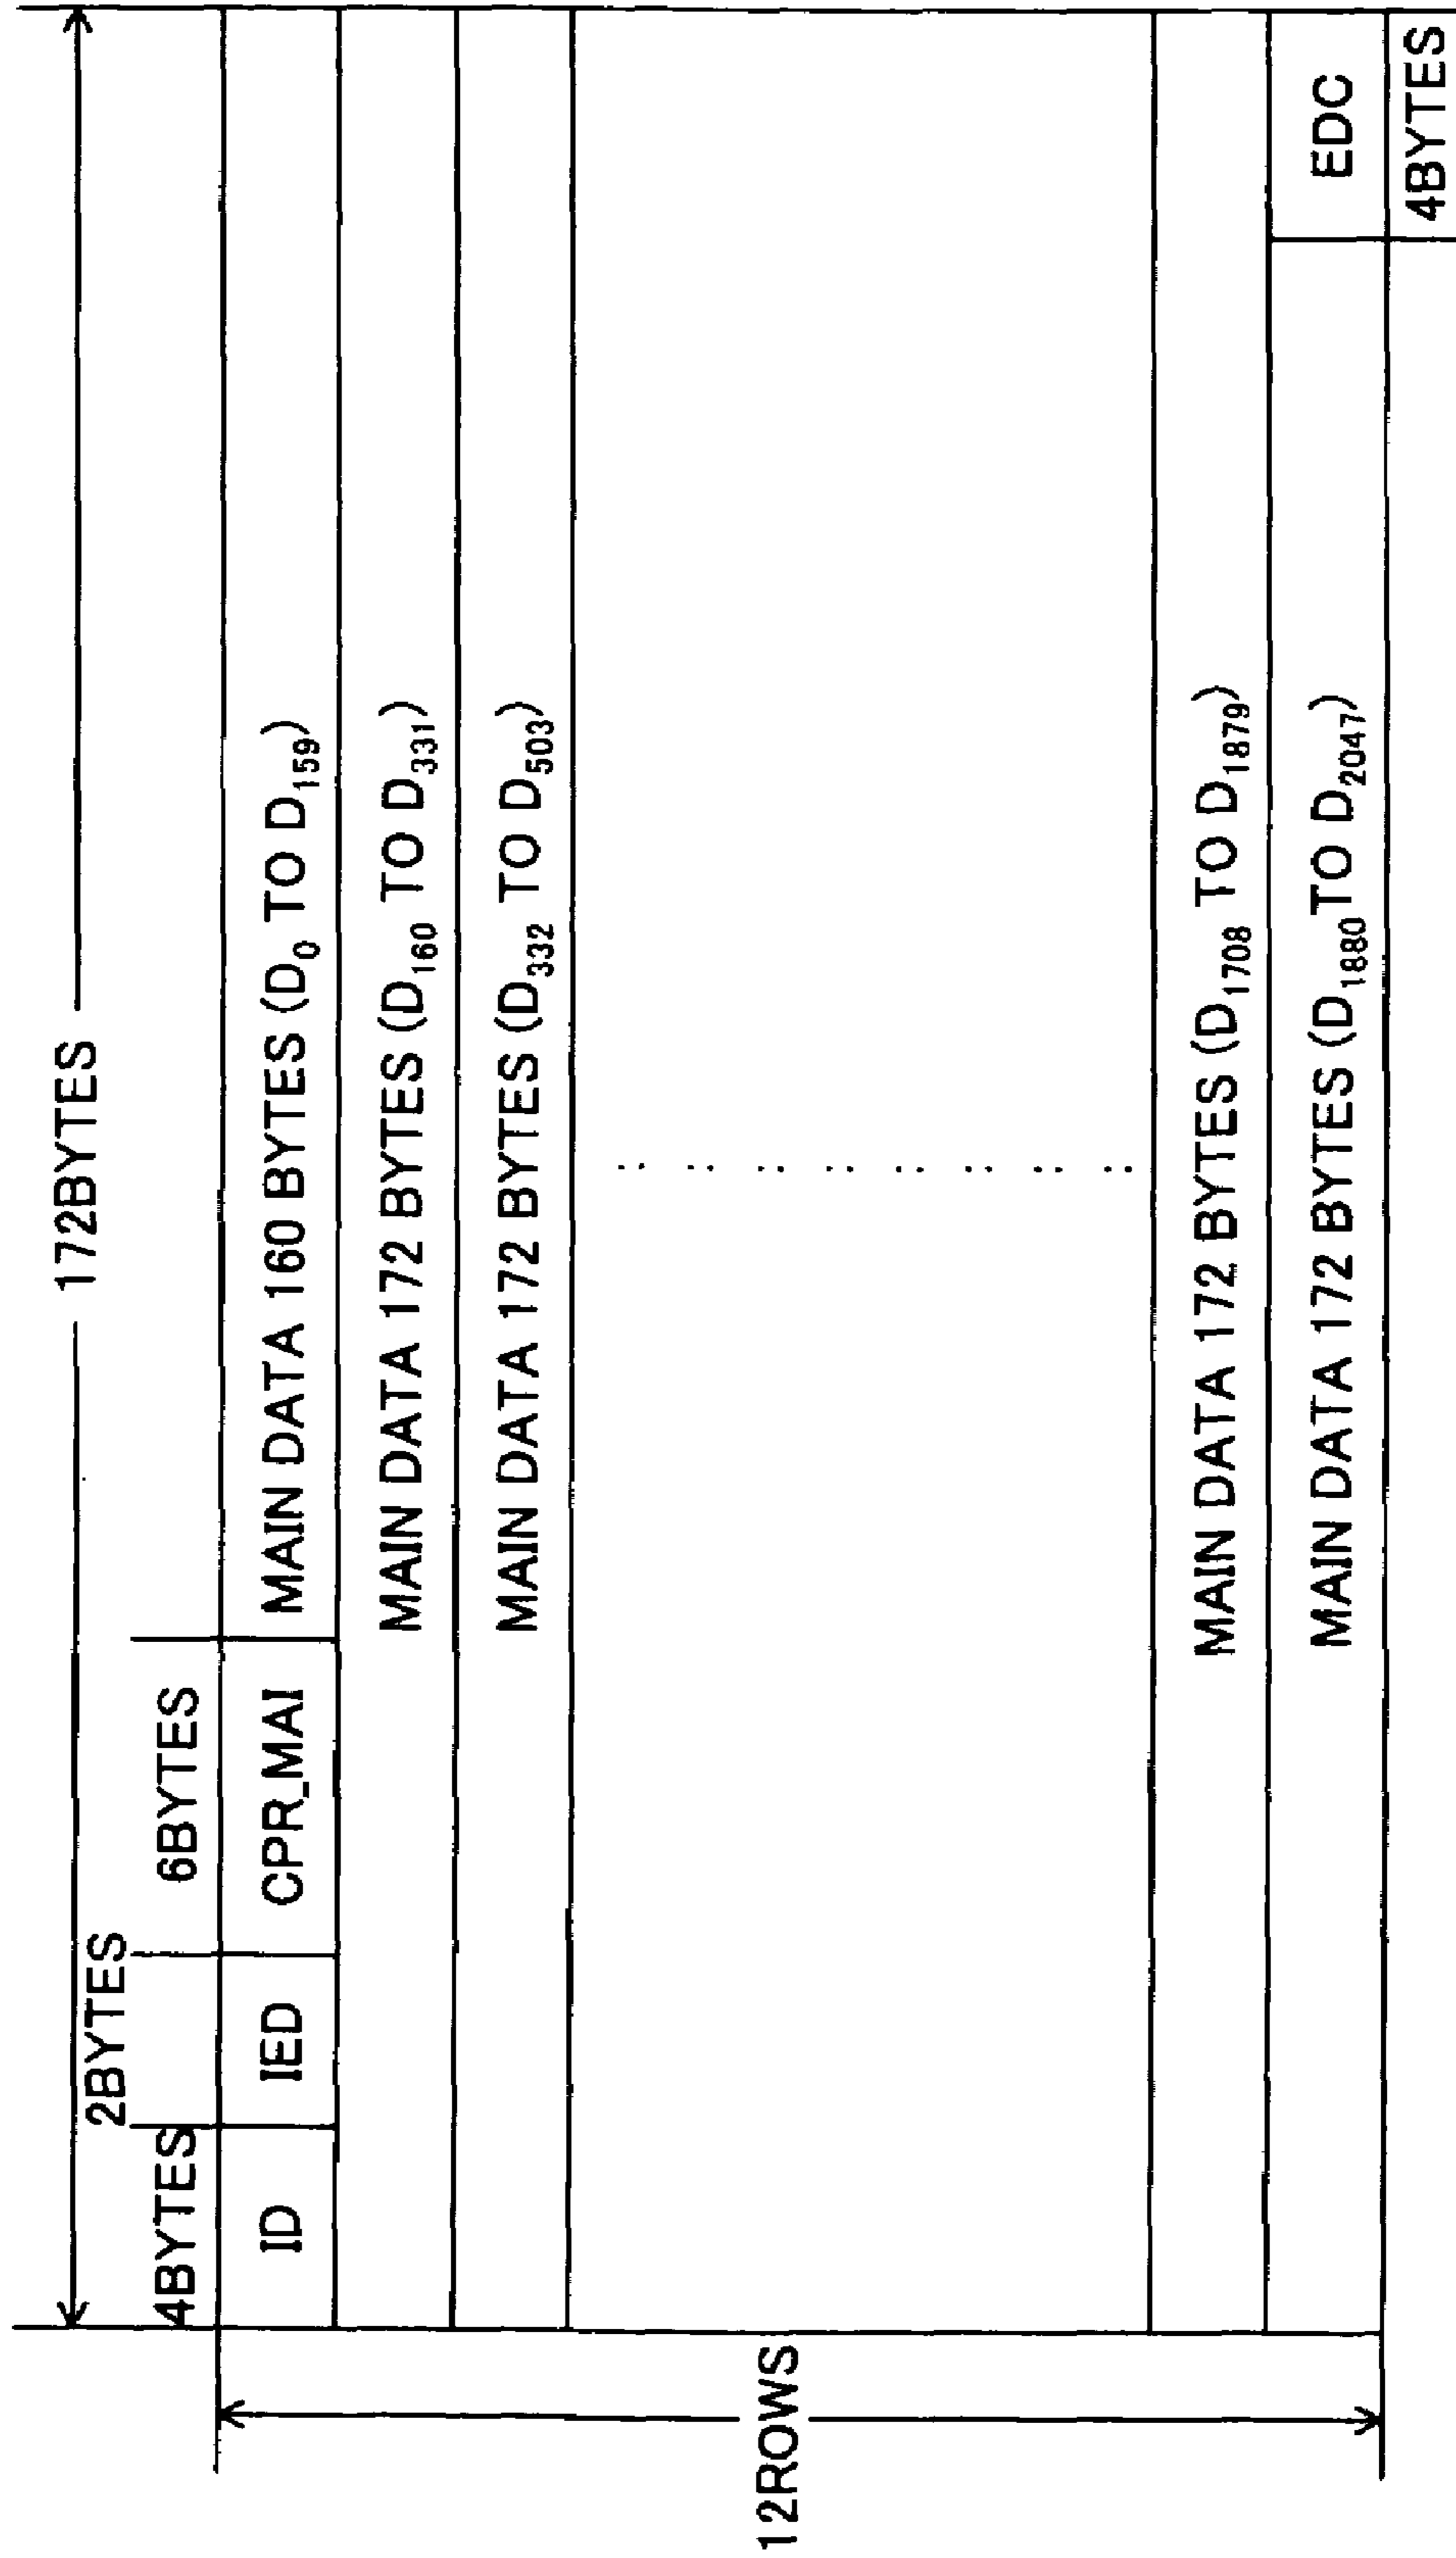 172BYTES
4BYTES 2BYTES 6BYTES
ID IED CPR_MAI MAIN DATA 160 BYTES (D0 TO D159)
MAIN DATA 172 BYTES (D160 TO D331)
MAIN DATA 172 BYTES (D332 TO D503)
12ROWS
MAIN DATA 172 BYTES (D1708 TO D1879)
MAIN DATA 172 BYTES (D1880 TO D2047) EDC
4BYTES